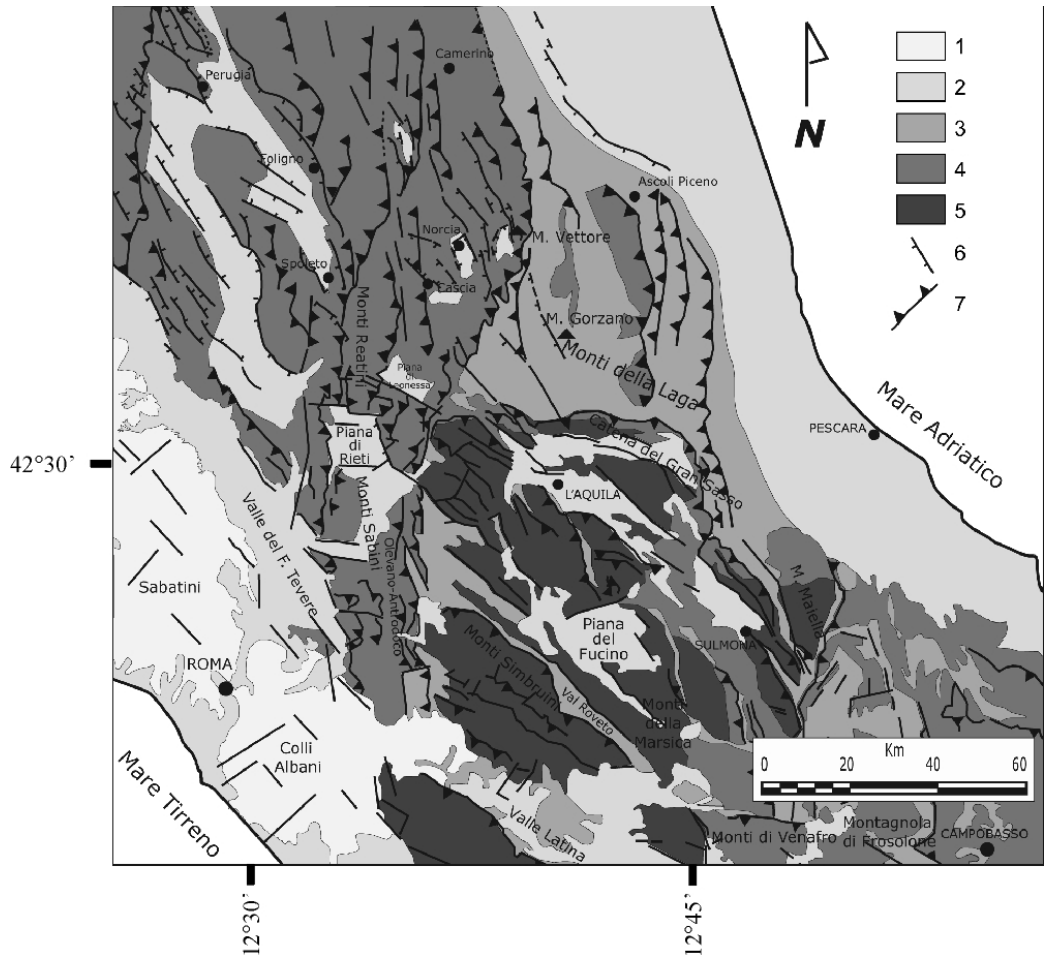 Camerino
Perugia
Foligno
Ascoli Piceno
Norcia
M. Vettore
Spoleto
Cascia
Monti Reatini
M. Gorzano
Monti della Laga
Piana
di
Leonessa
Piana
di
Rieti
Catena del Gran Sasso
PESCARA
Mare Adriatico
42°30'
L'AQUILA
Valle del F. Tevere
Monti Sabini
Olevano-Antrodoco
Sabatini
M. Maiella
Piana
del
Fucino
SULMONA
ROMA
Monti Simbruini
Val Roveto
Monti
della
Marsica
Colli
Albani
Mare Tirreno
Valle Latina
Monti di Venafro
Montagnola
di Frosolone
CAMPOBASSO
N
1
2
3
4
5
6
7
Km
0 20 40 60
12°30'
12°45'